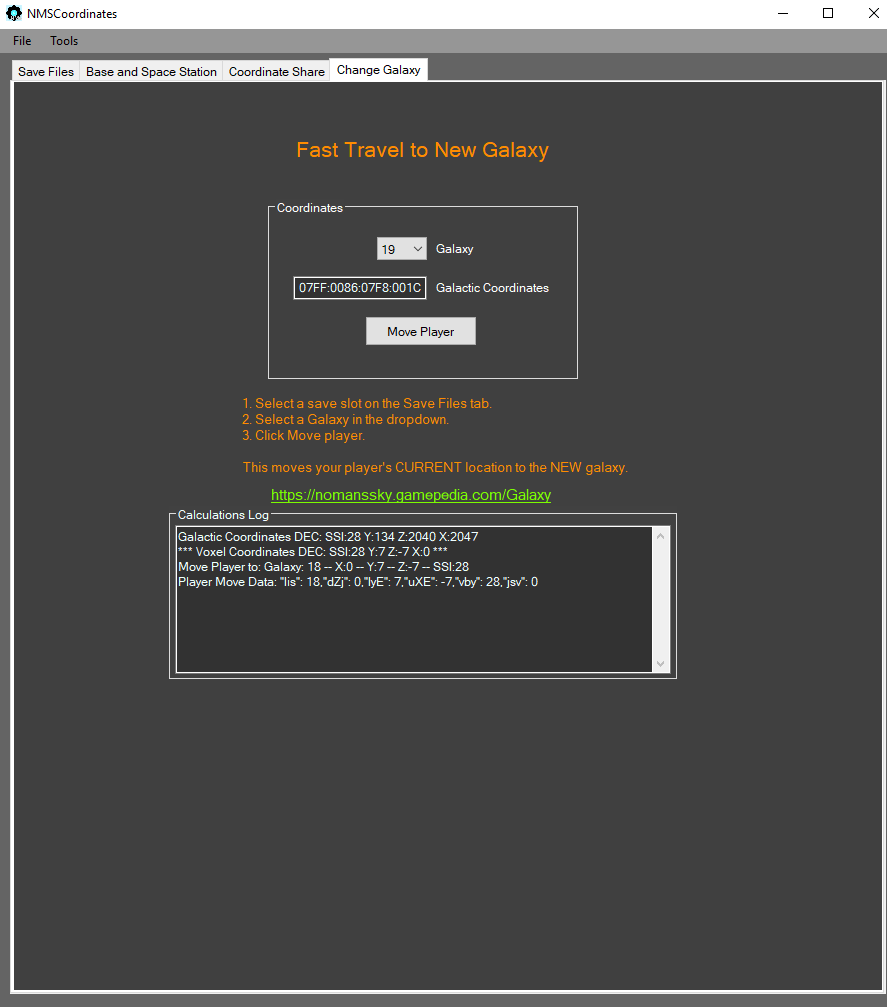 NMSCoordinates
File Tools
Save Files Base and Space Station Coordinate Share Change Galaxy
Fast Travel to New Galaxy
Coordinates
19 Galaxy
07FF:0086:07F8:001C Galactic Coordinates
Move Player
1. Select a save slot on the Save Files tab.
2. Select a Galaxy in the dropdown.
3. Click Move player.
This moves your player's CURRENT location to the NEW galaxy.
https://nomanssky.gamepedia.com/Galaxy
Calculations Log
Galactic Coordinates DEC: SSI:28 Y:134 Z:2040 X:2047
*** Voxel Coordinates DEC: SSI:28 Y:7 Z:-7 X:0 ***
Move Player to: Galaxy: 18 -- X:0 -- Y:7 -- Z:-7 -- SSI:28
Player Move Data: "Iis": 18,"dZj": 0,"IyE": 7,"uXE": -7,"vby": 28,"jsv": 0